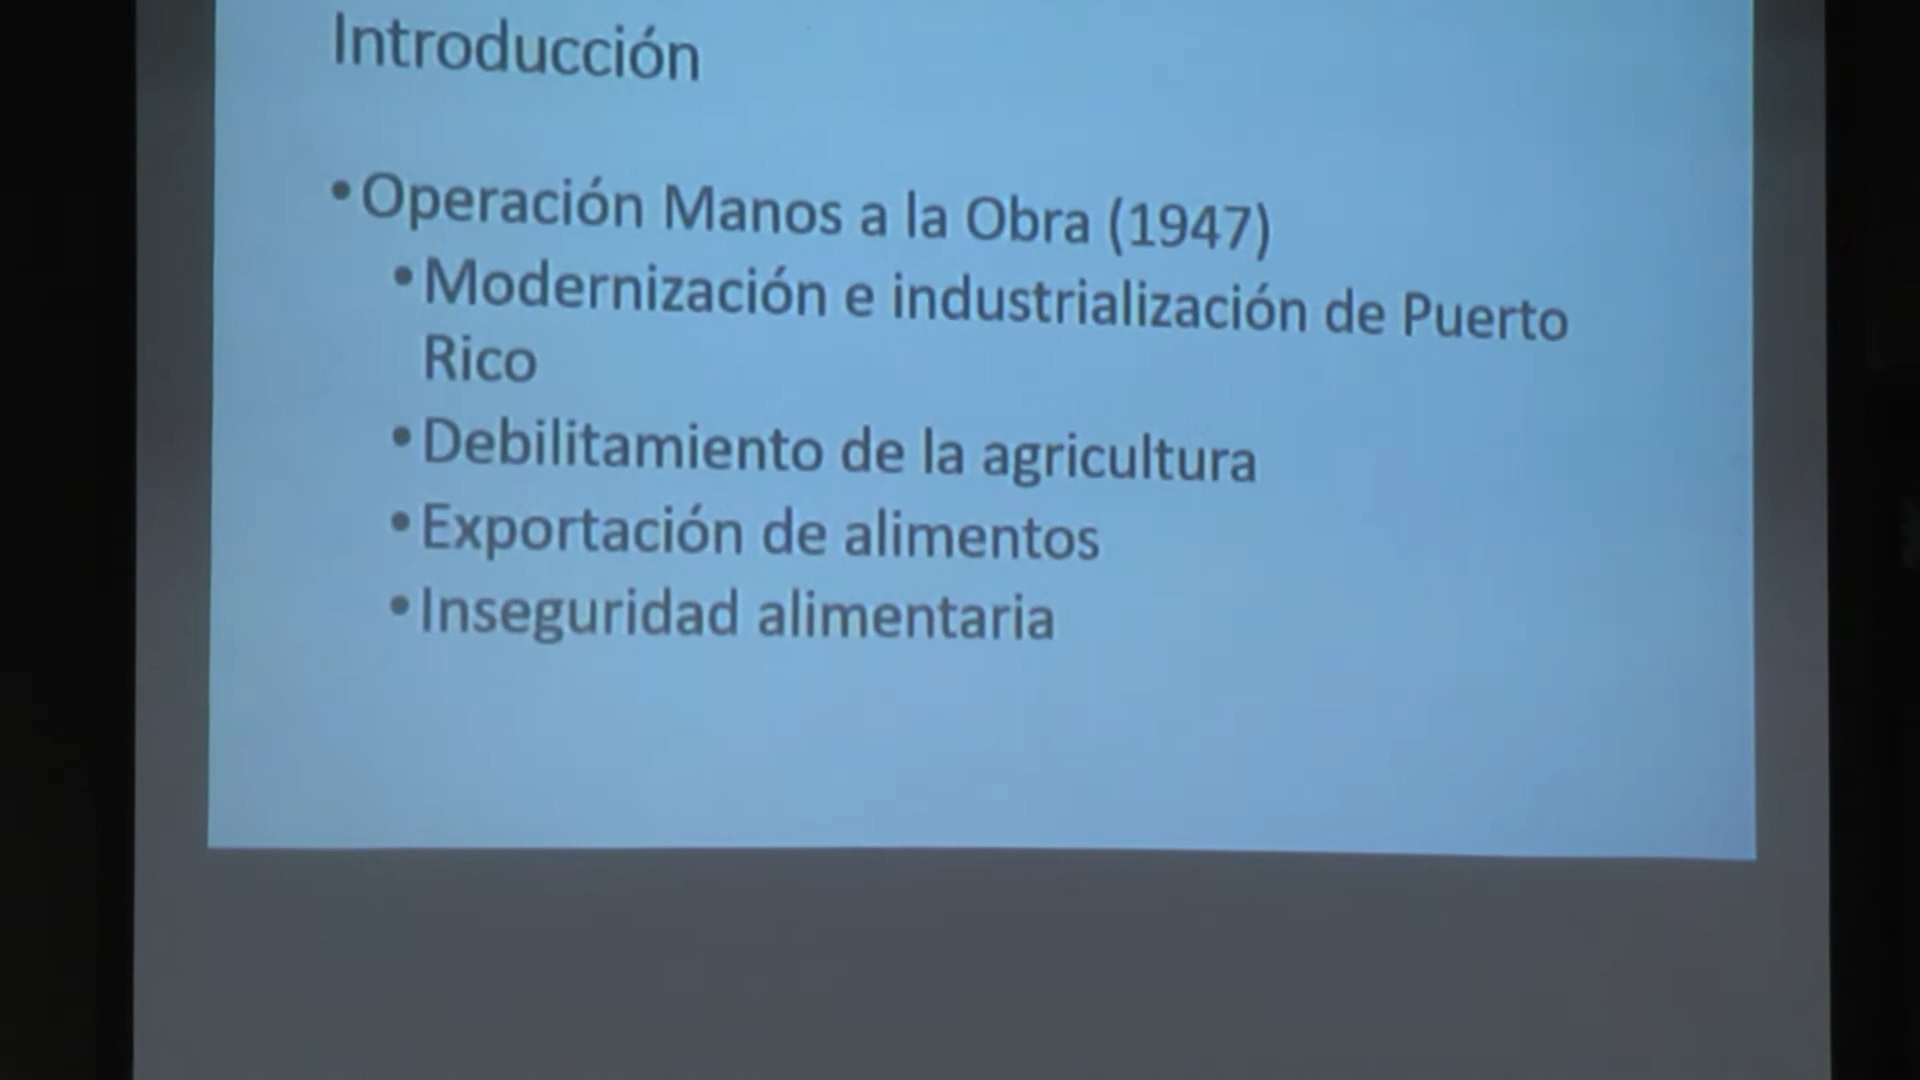 Introducción
• Operación Manos a la Obra (1947)
• Modernización e industrialización de Puerto
Rico
• Debilitamiento de la agricultura
• Exportación de alimentos
• Inseguridad alimentaria